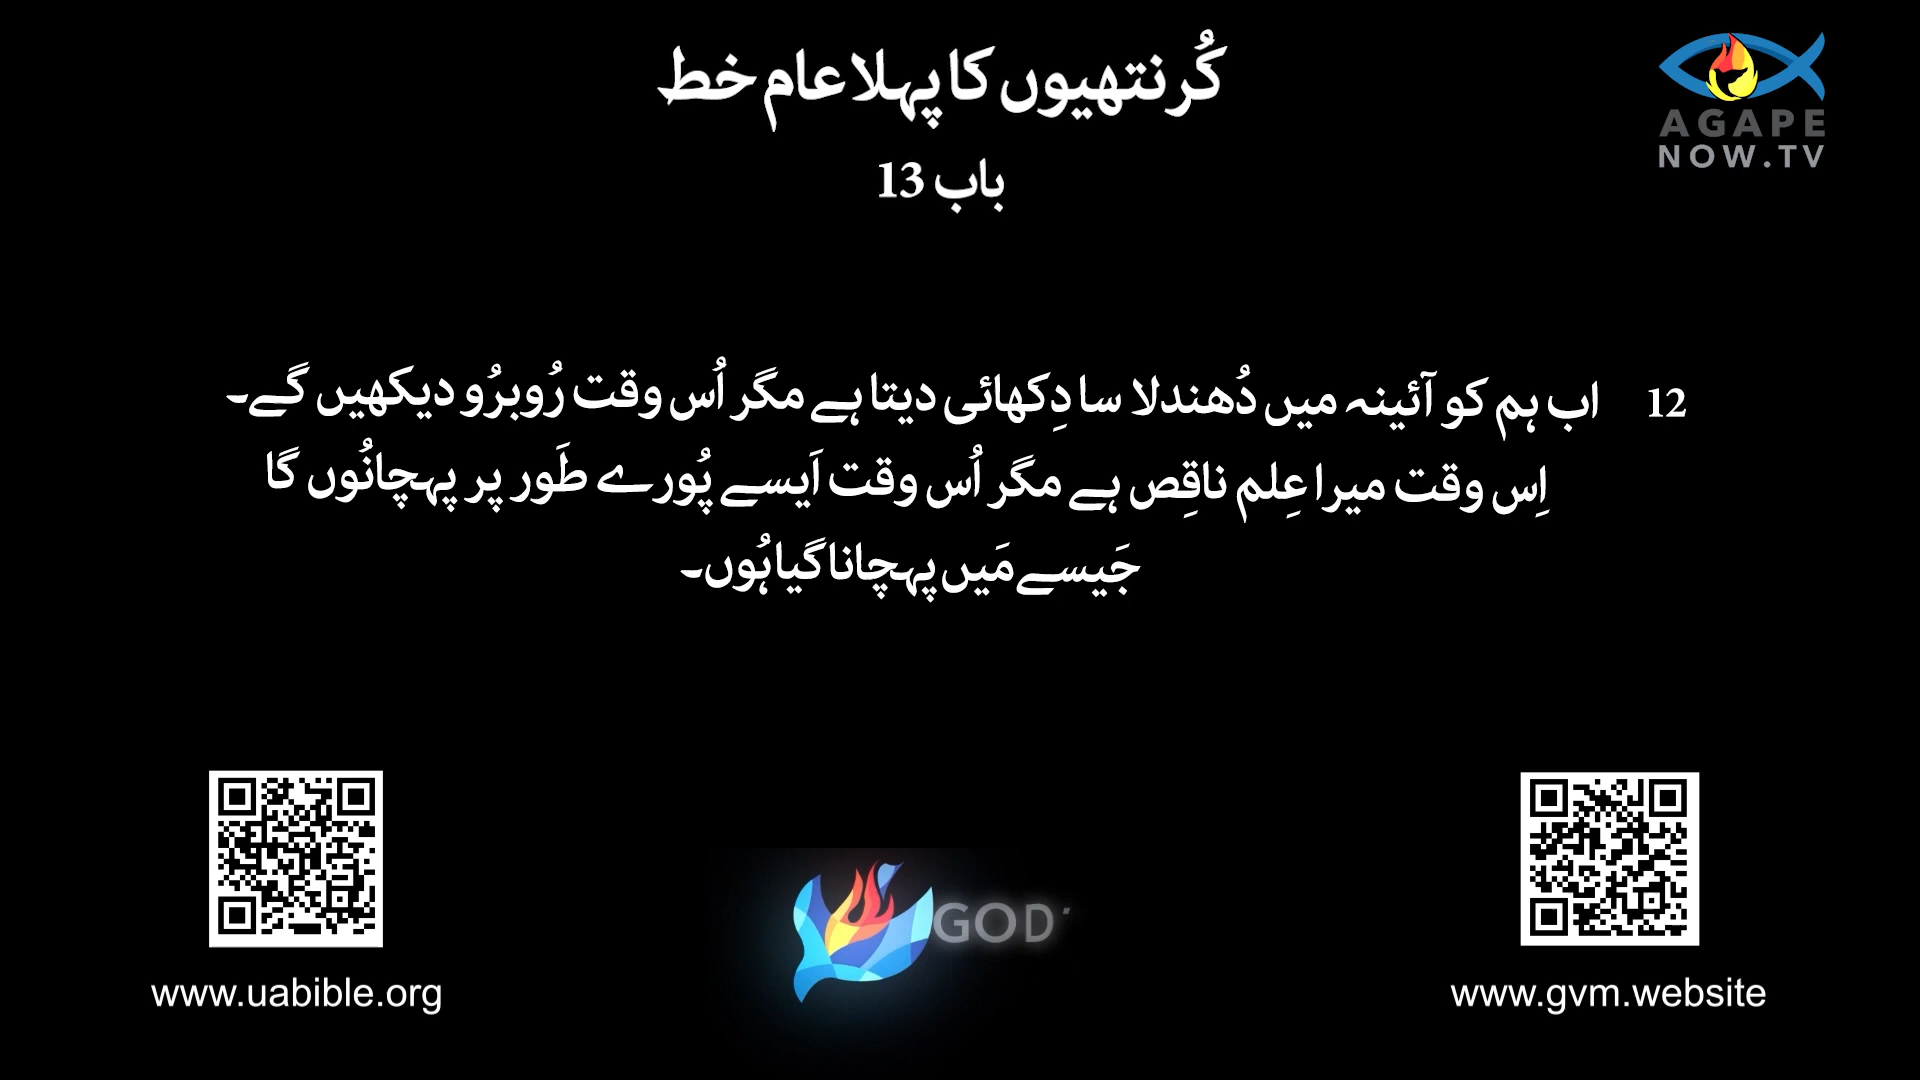 کُرنتھیوں کا پہلا عام خط
AGAPE
NOW.TV
باب 13
12 اب ہم کو آئینہ میں دُھندلا سا دِکھائی دیتا ہے مگر اُس وقت رُوبرُو دیکھیں گے۔
اِس وقت میرا عِلم ناقِص ہے مگر اُس وقت اَیسے پُورے طَور پر پہچانُوں گا
جَیسے مَیں پہچانا گیا ہُوں۔
GOD'
www.uabible.org
www.gvm.website